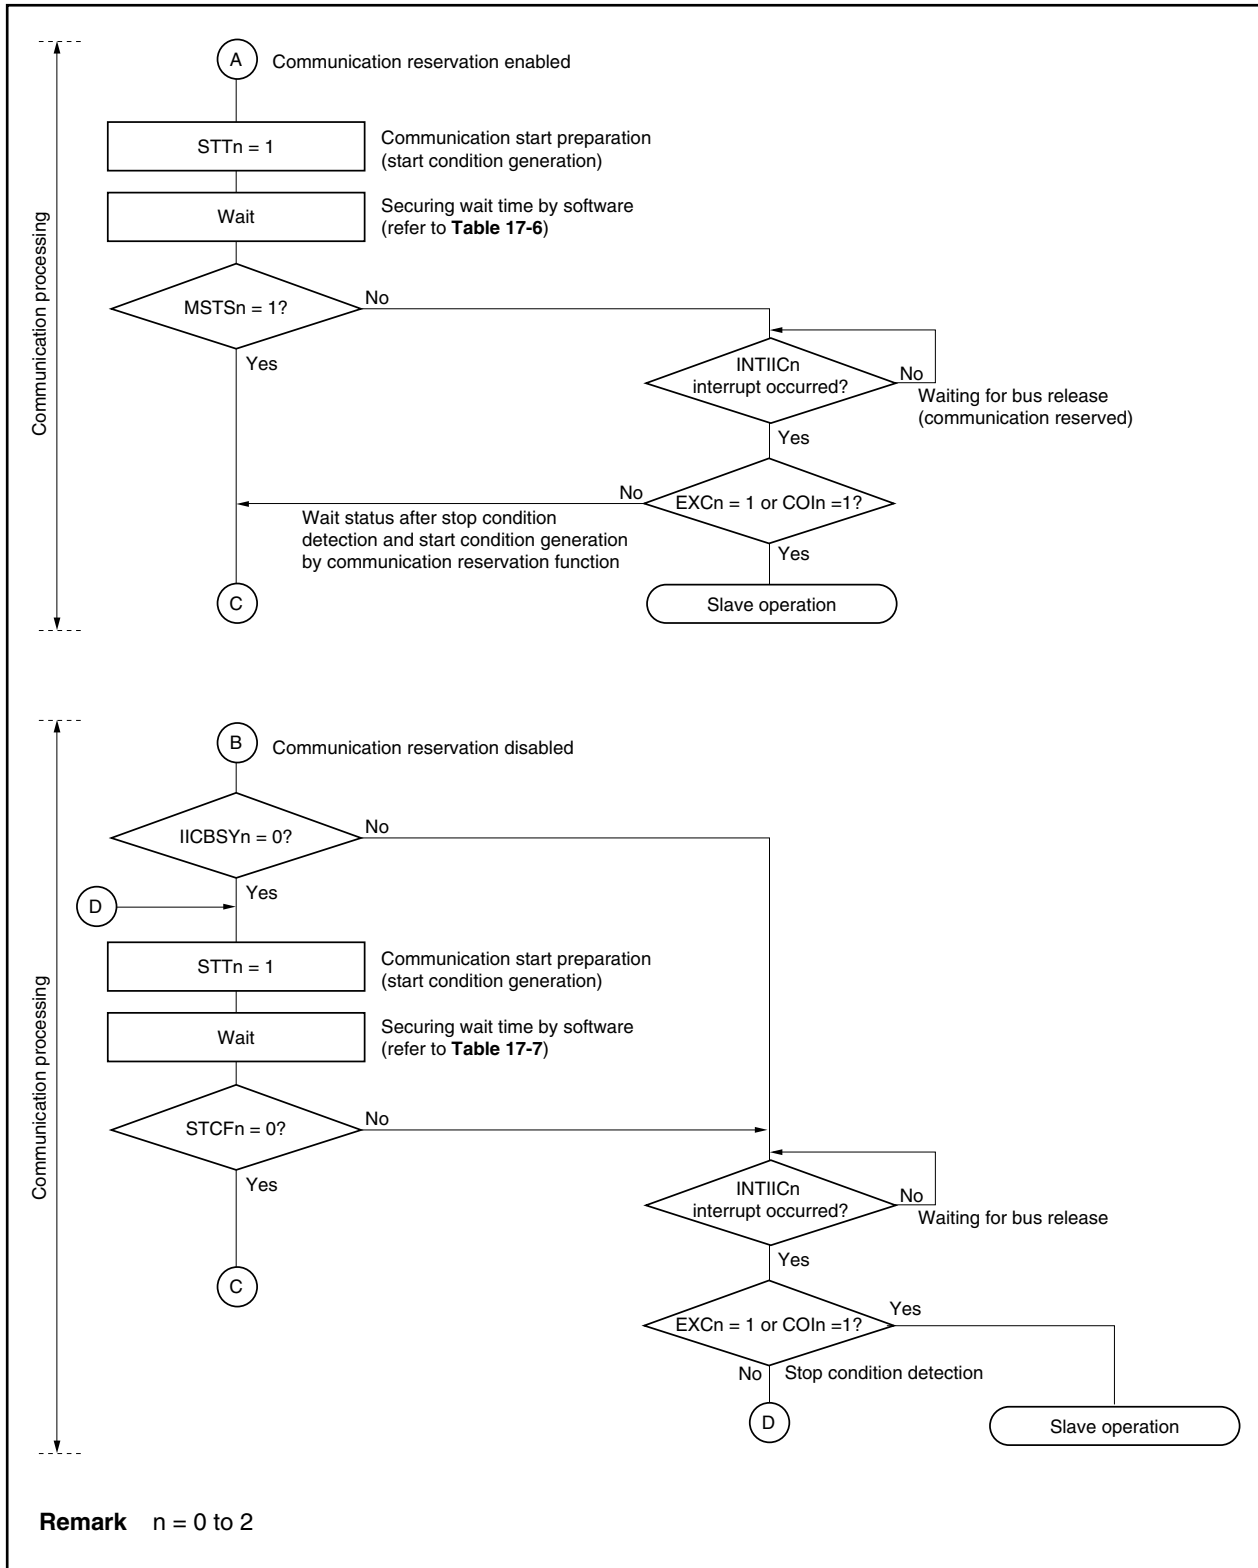 A
Communication reservation enabled
STTn = 1
Communication start preparation
(start condition generation)
Wait
Securing wait time by software
(refer to Table 17-6)
Communication processing
MSTSn = 1?
No
Yes
INTIICn
interrupt occurred?
No
Waiting for bus release
(communication reserved)
Yes
EXCn = 1 or COIn =1?
No
Wait status after stop condition
detection and start condition generation
by communication reservation function
Yes
C
Slave operation
B
Communication reservation disabled
IICBSYn = 0?
No
Yes
D
STTn = 1
Communication start preparation
(start condition generation)
Wait
Securing wait time by software
(refer to Table 17-7)
Communication processing
STCFn = 0?
No
Yes
INTIICn
interrupt occurred?
No
Waiting for bus release
Yes
C
EXCn = 1 or COIn =1?
Yes
No
Stop condition detection
D
Slave operation
Remark n = 0 to 2